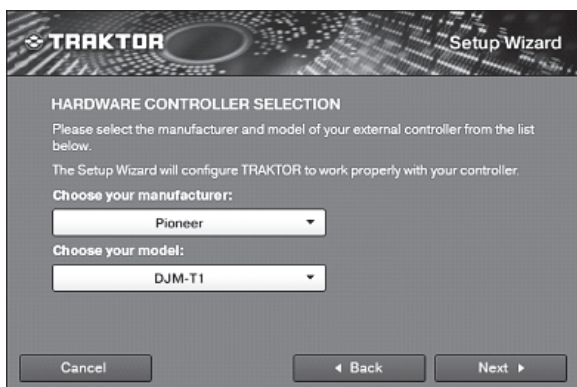 TRAKTOR
Setup Wizard
HARDWARE CONTROLLER SELECTION
Please select the manufacturer and model of your external controller from the list
below.
The Setup Wizard will configure TRAKTOR to work properly with your controller.
Choose your manufacturer:
Pioneer
Choose your model:
DJM-T1
Cancel
Back
Next